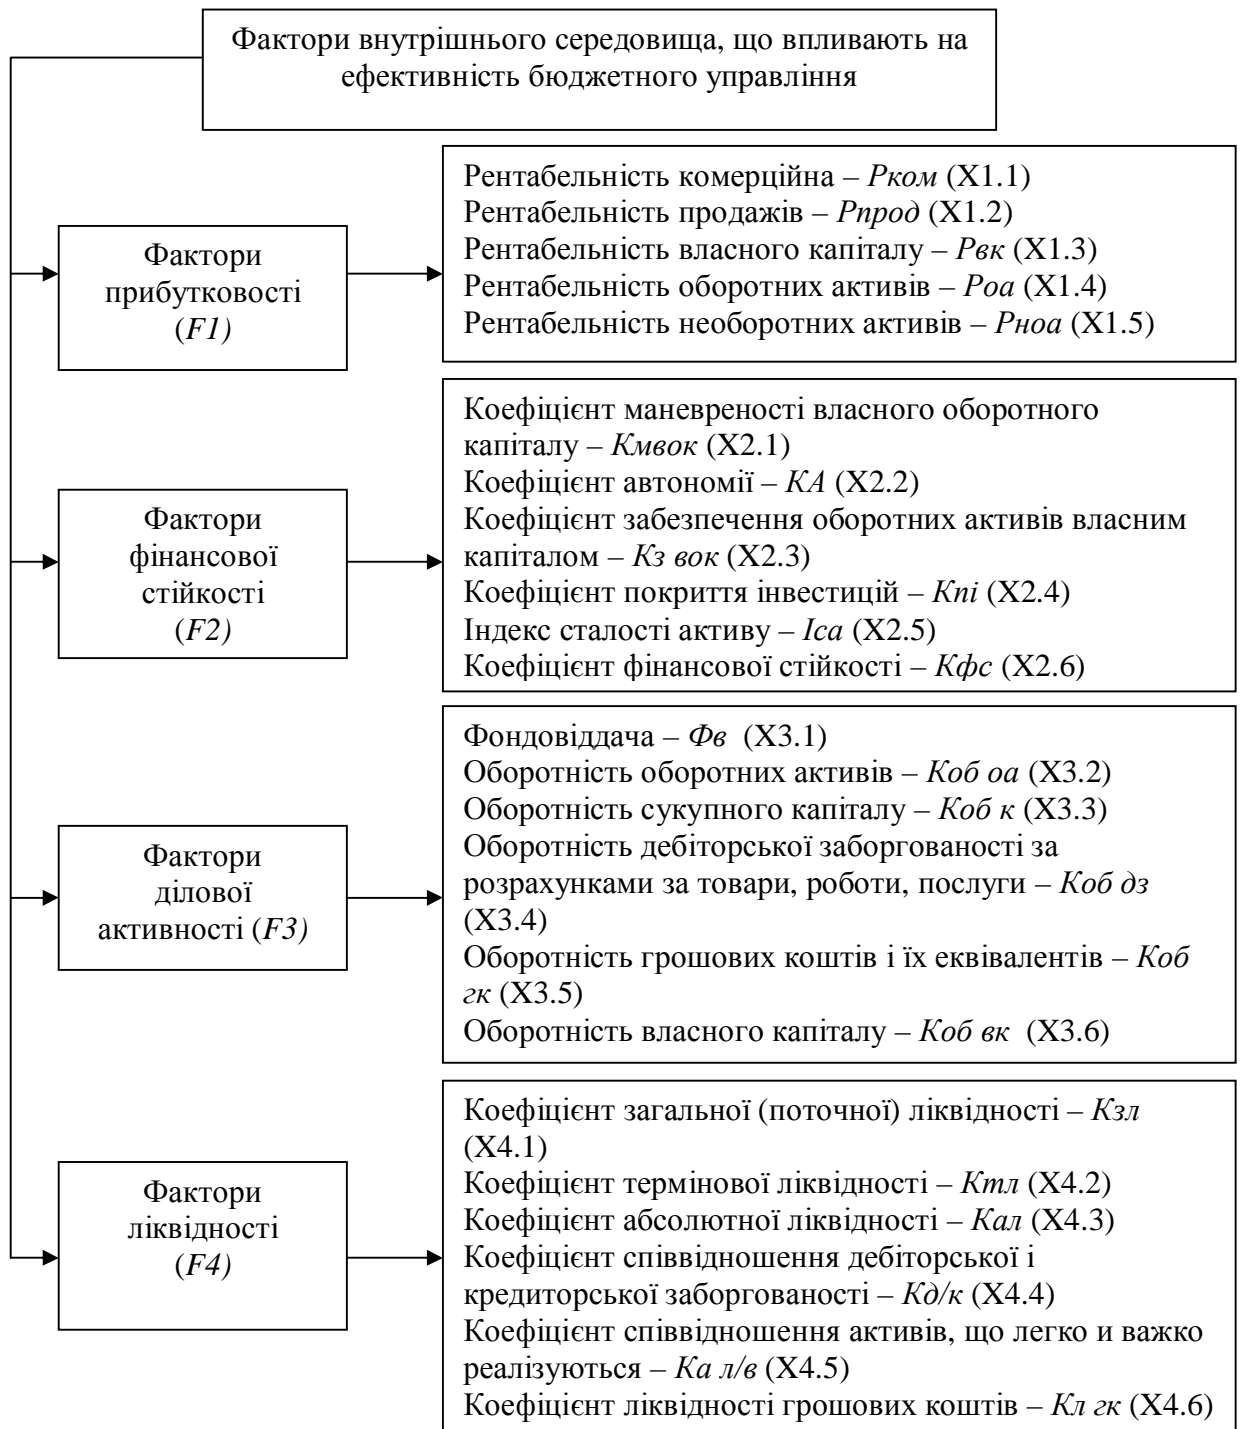 Фактори внутрішнього середовища, що впливають на
ефективність бюджетного управління
Фактори
прибутковості
(F1)
Рентабельність комерційна – Рком (X1.1)
Рентабельність продажів – Рпрод (X1.2)
Рентабельність власного капіталу – Рвк (X1.3)
Рентабельність оборотних активів – Роа (X1.4)
Рентабельність необоротних активів – Рноа (X1.5)
Фактори
фінансової
стійкості
(F2)
Коефіцієнт маневреності власного оборотного
капіталу – Кмвок (X2.1)
Коефіцієнт автономії – КА (X2.2)
Коефіцієнт забезпечення оборотних активів власним
капіталом – Кз вок (X2.3)
Коефіцієнт покриття інвестицій – Кпі (X2.4)
Індекс сталості активу – Іса (X2.5)
Коефіцієнт фінансової стійкості – Кфс (X2.6)
Фактори
ділової
активності (F3)
Фондовіддача – Фв (X3.1)
Оборотність оборотних активів – Коб оа (X3.2)
Оборотність сукупного капіталу – Коб к (X3.3)
Оборотність дебіторської заборгованості за
розрахунками за товари, роботи, послуги – Коб дз
(X3.4)
Оборотність грошових коштів і їх еквівалентів – Коб
гк (X3.5)
Оборотність власного капіталу – Коб вк (X3.6)
Фактори
ліквідності
(F4)
Коефіцієнт загальної (поточної) ліквідності – Кзл
(X4.1)
Коефіцієнт термінової ліквідності – Ктл (X4.2)
Коефіцієнт абсолютної ліквідності – Кал (X4.3)
Коефіцієнт співвідношення дебіторської і
кредиторської заборгованості – Кд/к (X4.4)
Коефіцієнт співвідношення активів, що легко и важко
реалізуються – Ка л/в (X4.5)
Коефіцієнт ліквідності грошових коштів – Кл гк (X4.6)